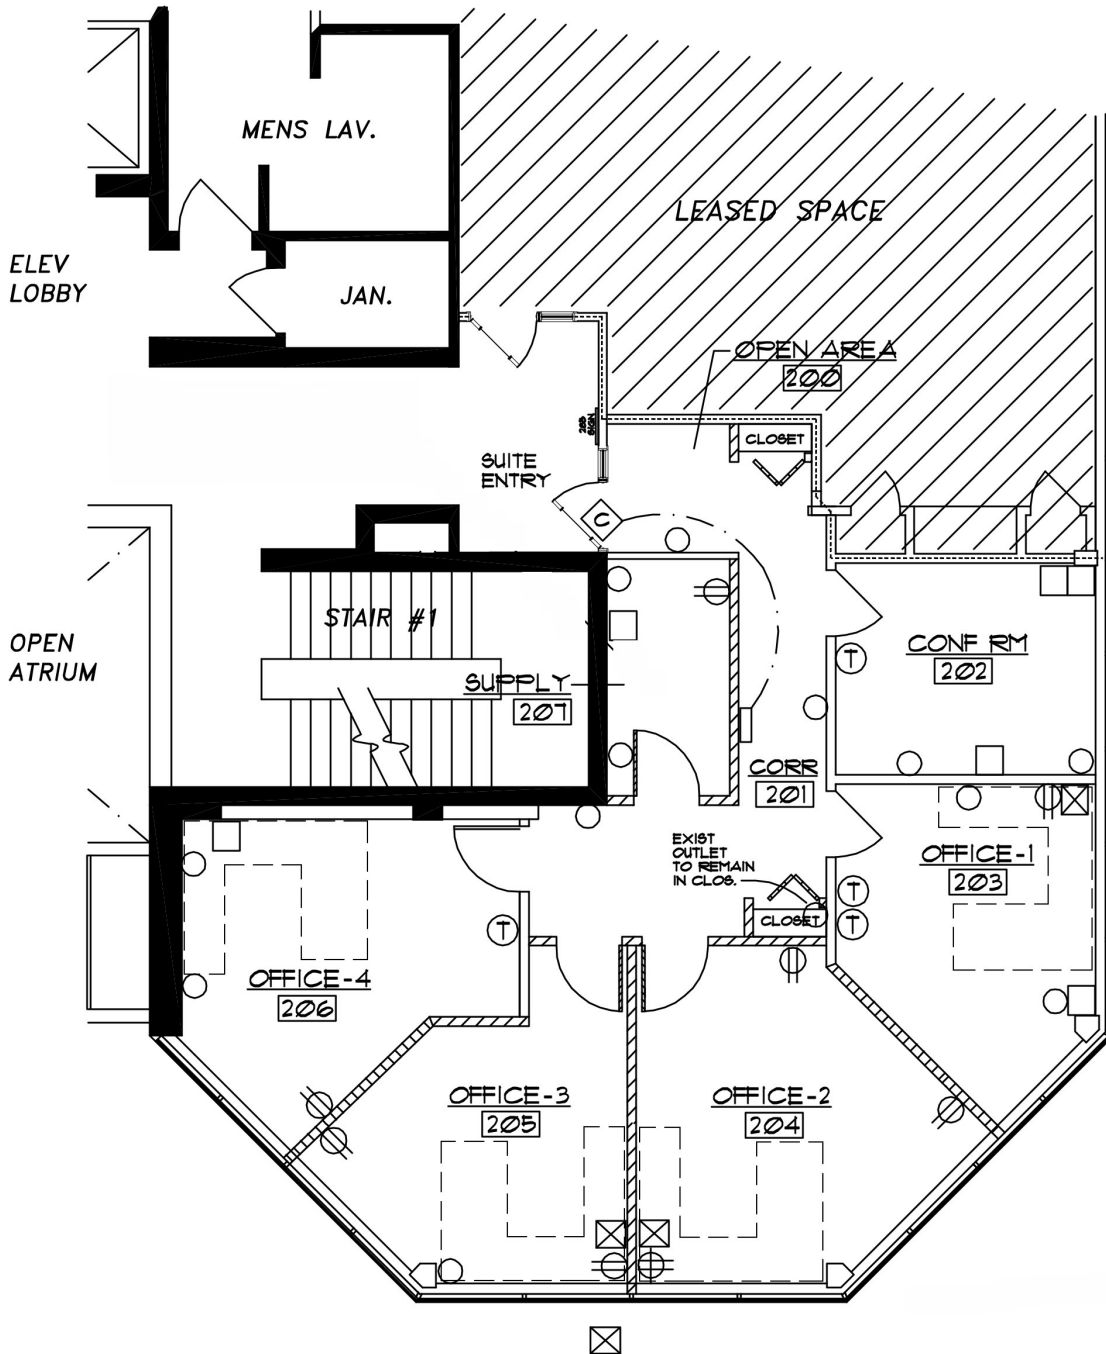 MENS LAV.
LEASED SPACE
ELEV
LOBBY
JAN.
OPEN AREA
200
CLOSET
SUITE
ENTRY
C
STAIR #1
OPEN
ATRIUM
CONF RM
202
T
SUPPLY
207
CORR
201
EXIST
OUTLET
TO REMAIN
IN CLOS.
OFFICE-1
203
T
T
CLOSET
T
OFFICE-4
206
OFFICE-3
205
OFFICE-2
204